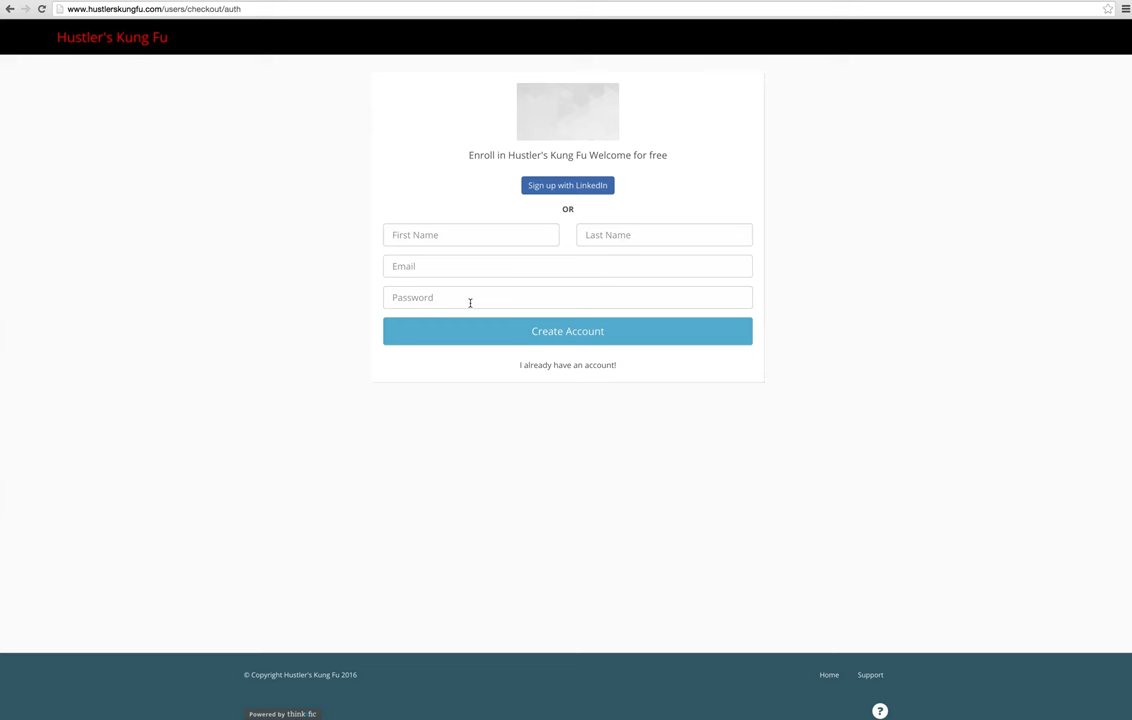 www.hustlerskungfu.com/users/checkout/auth
Hustler's Kung Fu
Enroll in Hustler's Kung Fu Welcome for free
Sign up with LinkedIn
OR
First Name Last Name
Email
Password
Create Account
I already have an account!
© Copyright Hustler's Kung Fu 2016 Home Support
Powered by thinkific
?